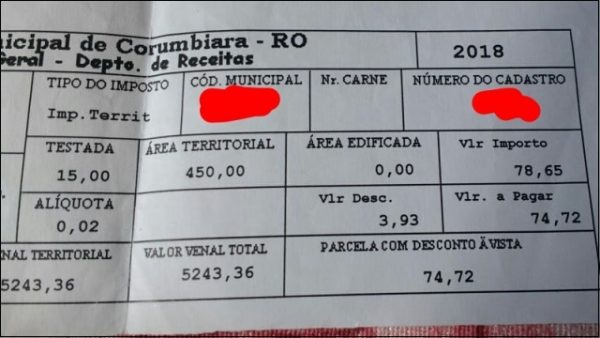 nicipal de Corumbiara - RO
Geral - Depto. de Receitas
2018
TIPO DO IMPOSTO CÓD. MUNICIPAL Nr. CARNE NÚMERO DO CADASTRO
Imp.Territ
TESTADA ÁREA TERRITORIAL ÁREA EDIFICADA Vlr Importo
15,00 450,00 0,00 78,65
ALÍQUOTA Vlr Desc. Vlr. a Pagar
0,02 3,93 74,72
NAL TERRITORIAL VALOR VENAL TOTAL PARCELA COM DESCONTO ÀVISTA
5243,36 5243,36 74,72